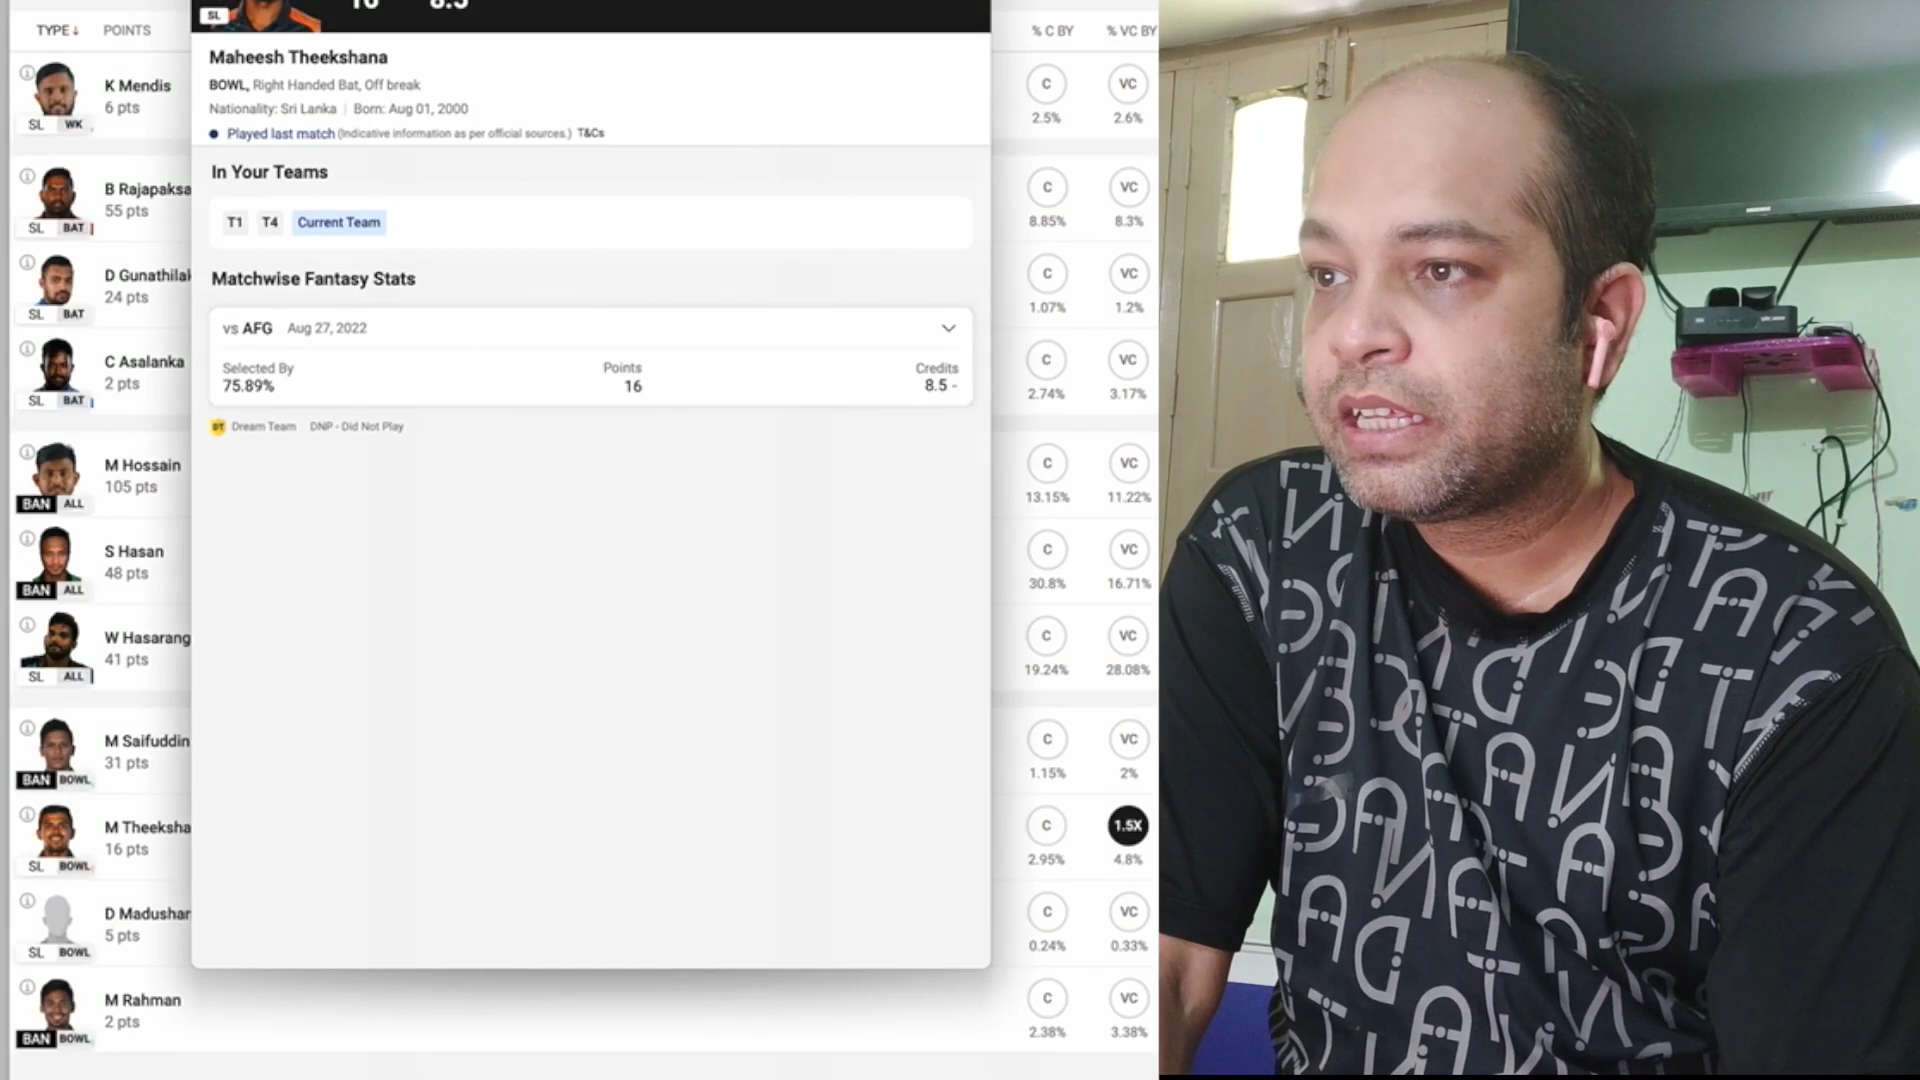 TYPE↓ POINTS
% C BY % VC BY
SL
16 8.5
Maheesh Theekshana
BOWL, Right Handed Bat, Off break
Nationality: Sri Lanka | Born: Aug 01, 2000
Played last match (Indicative information as per official sources.) T&Cs
In Your Teams
T1 T4 Current Team
Matchwise Fantasy Stats
vs AFG Aug 27, 2022
Selected By Points Credits
75.89% 16 8.5 -
DT Dream Team DNP - Did Not Play
K Mendis
6 pts
SL WK
C VC
2.5% 2.6%
B Rajapaksa
55 pts
SL BAT
C VC
8.85% 8.3%
D Gunathilak
24 pts
SL BAT
C VC
1.07% 1.2%
C Asalanka
2 pts
SL BAT
C VC
2.74% 3.17%
M Hossain
105 pts
BAN ALL
C VC
13.15% 11.22%
S Hasan
48 pts
BAN ALL
C VC
30.8% 16.71%
W Hasarang
41 pts
SL ALL
C VC
19.24% 28.08%
M Saifuddin
31 pts
BAN BOWL
C VC
1.15% 2%
M Theeksha
16 pts
SL BOWL
C 1.5X
2.95% 4.8%
D Madushan
5 pts
SL BOWL
C VC
0.24% 0.33%
M Rahman
2 pts
BAN BOWL
C VC
2.38% 3.38%